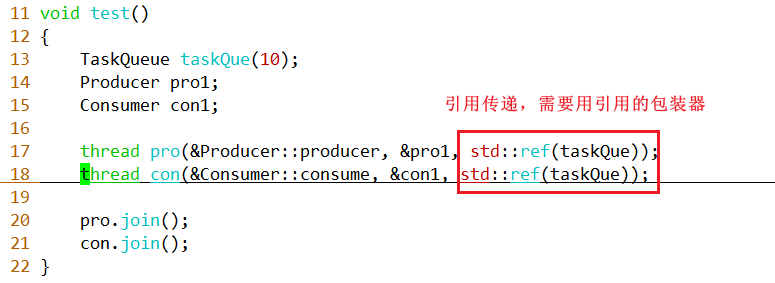 11 void test()
12 {
13     TaskQueue taskQue(10);
14     Producer pro1;
15     Consumer con1;
引用传递，需要用引用的包装器
16
17     thread pro(&Producer::producer, &pro1, std::ref(taskQue));
18     thread con(&Consumer::consume, &con1, std::ref(taskQue));
19
20     pro.join();
21     con.join();
22 }